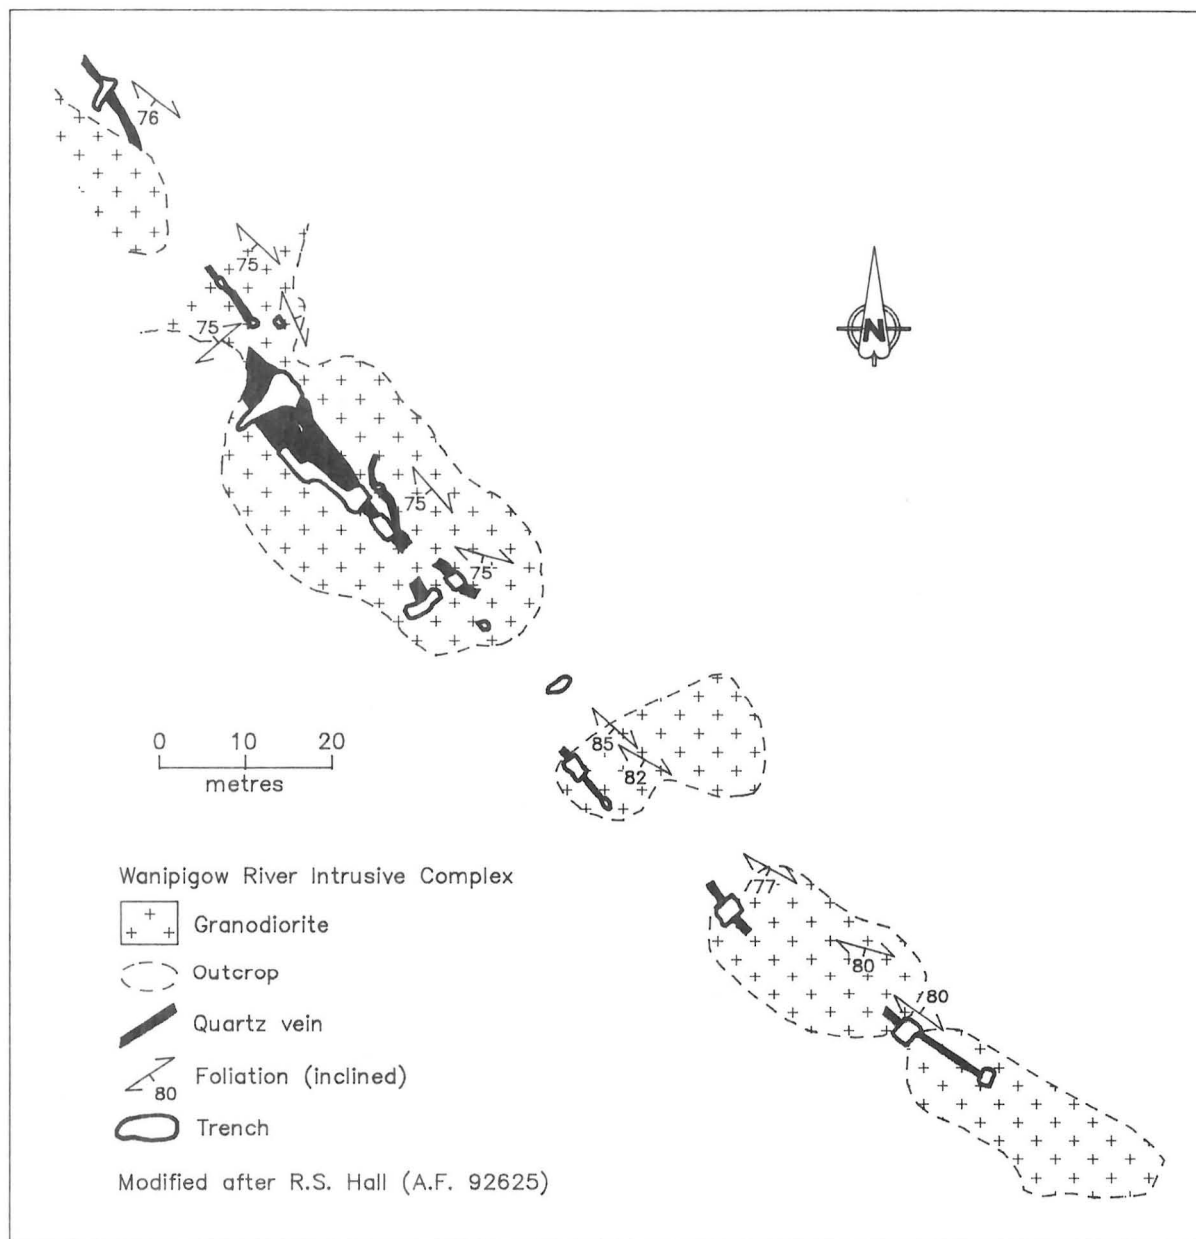 76
75
75
N
75
75
0 10 20
metres
85
82
77
80
80
Wanipigow River Intrusive Complex
Granodiorite
Outcrop
Quartz vein
80 Foliation (inclined)
Trench
Modified after R.S. Hall (A.F. 92625)